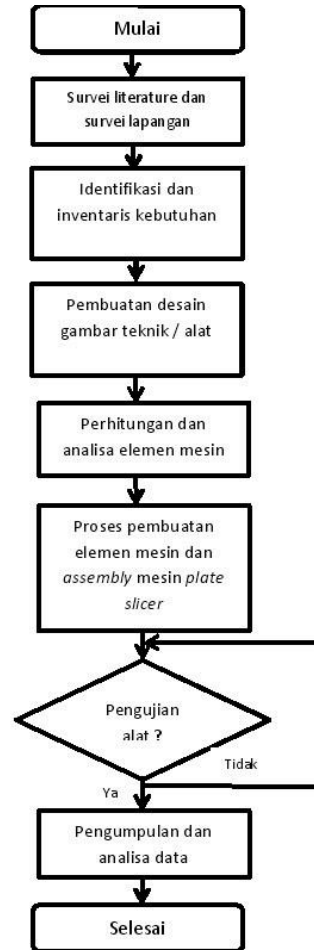 Mulai
Survei literature dan
survei lapangan
Identifikasi dan
inventaris kebutuhan
Pembuatan desain
gambar teknik / alat
Perhitungan dan
analisa elemen mesin
Proses pembuatan
elemen mesin dan
assembly mesin plate
slicer
Pengujian
alat ?
Tidak
Ya
Pengumpulan dan
analisa data
Selesai